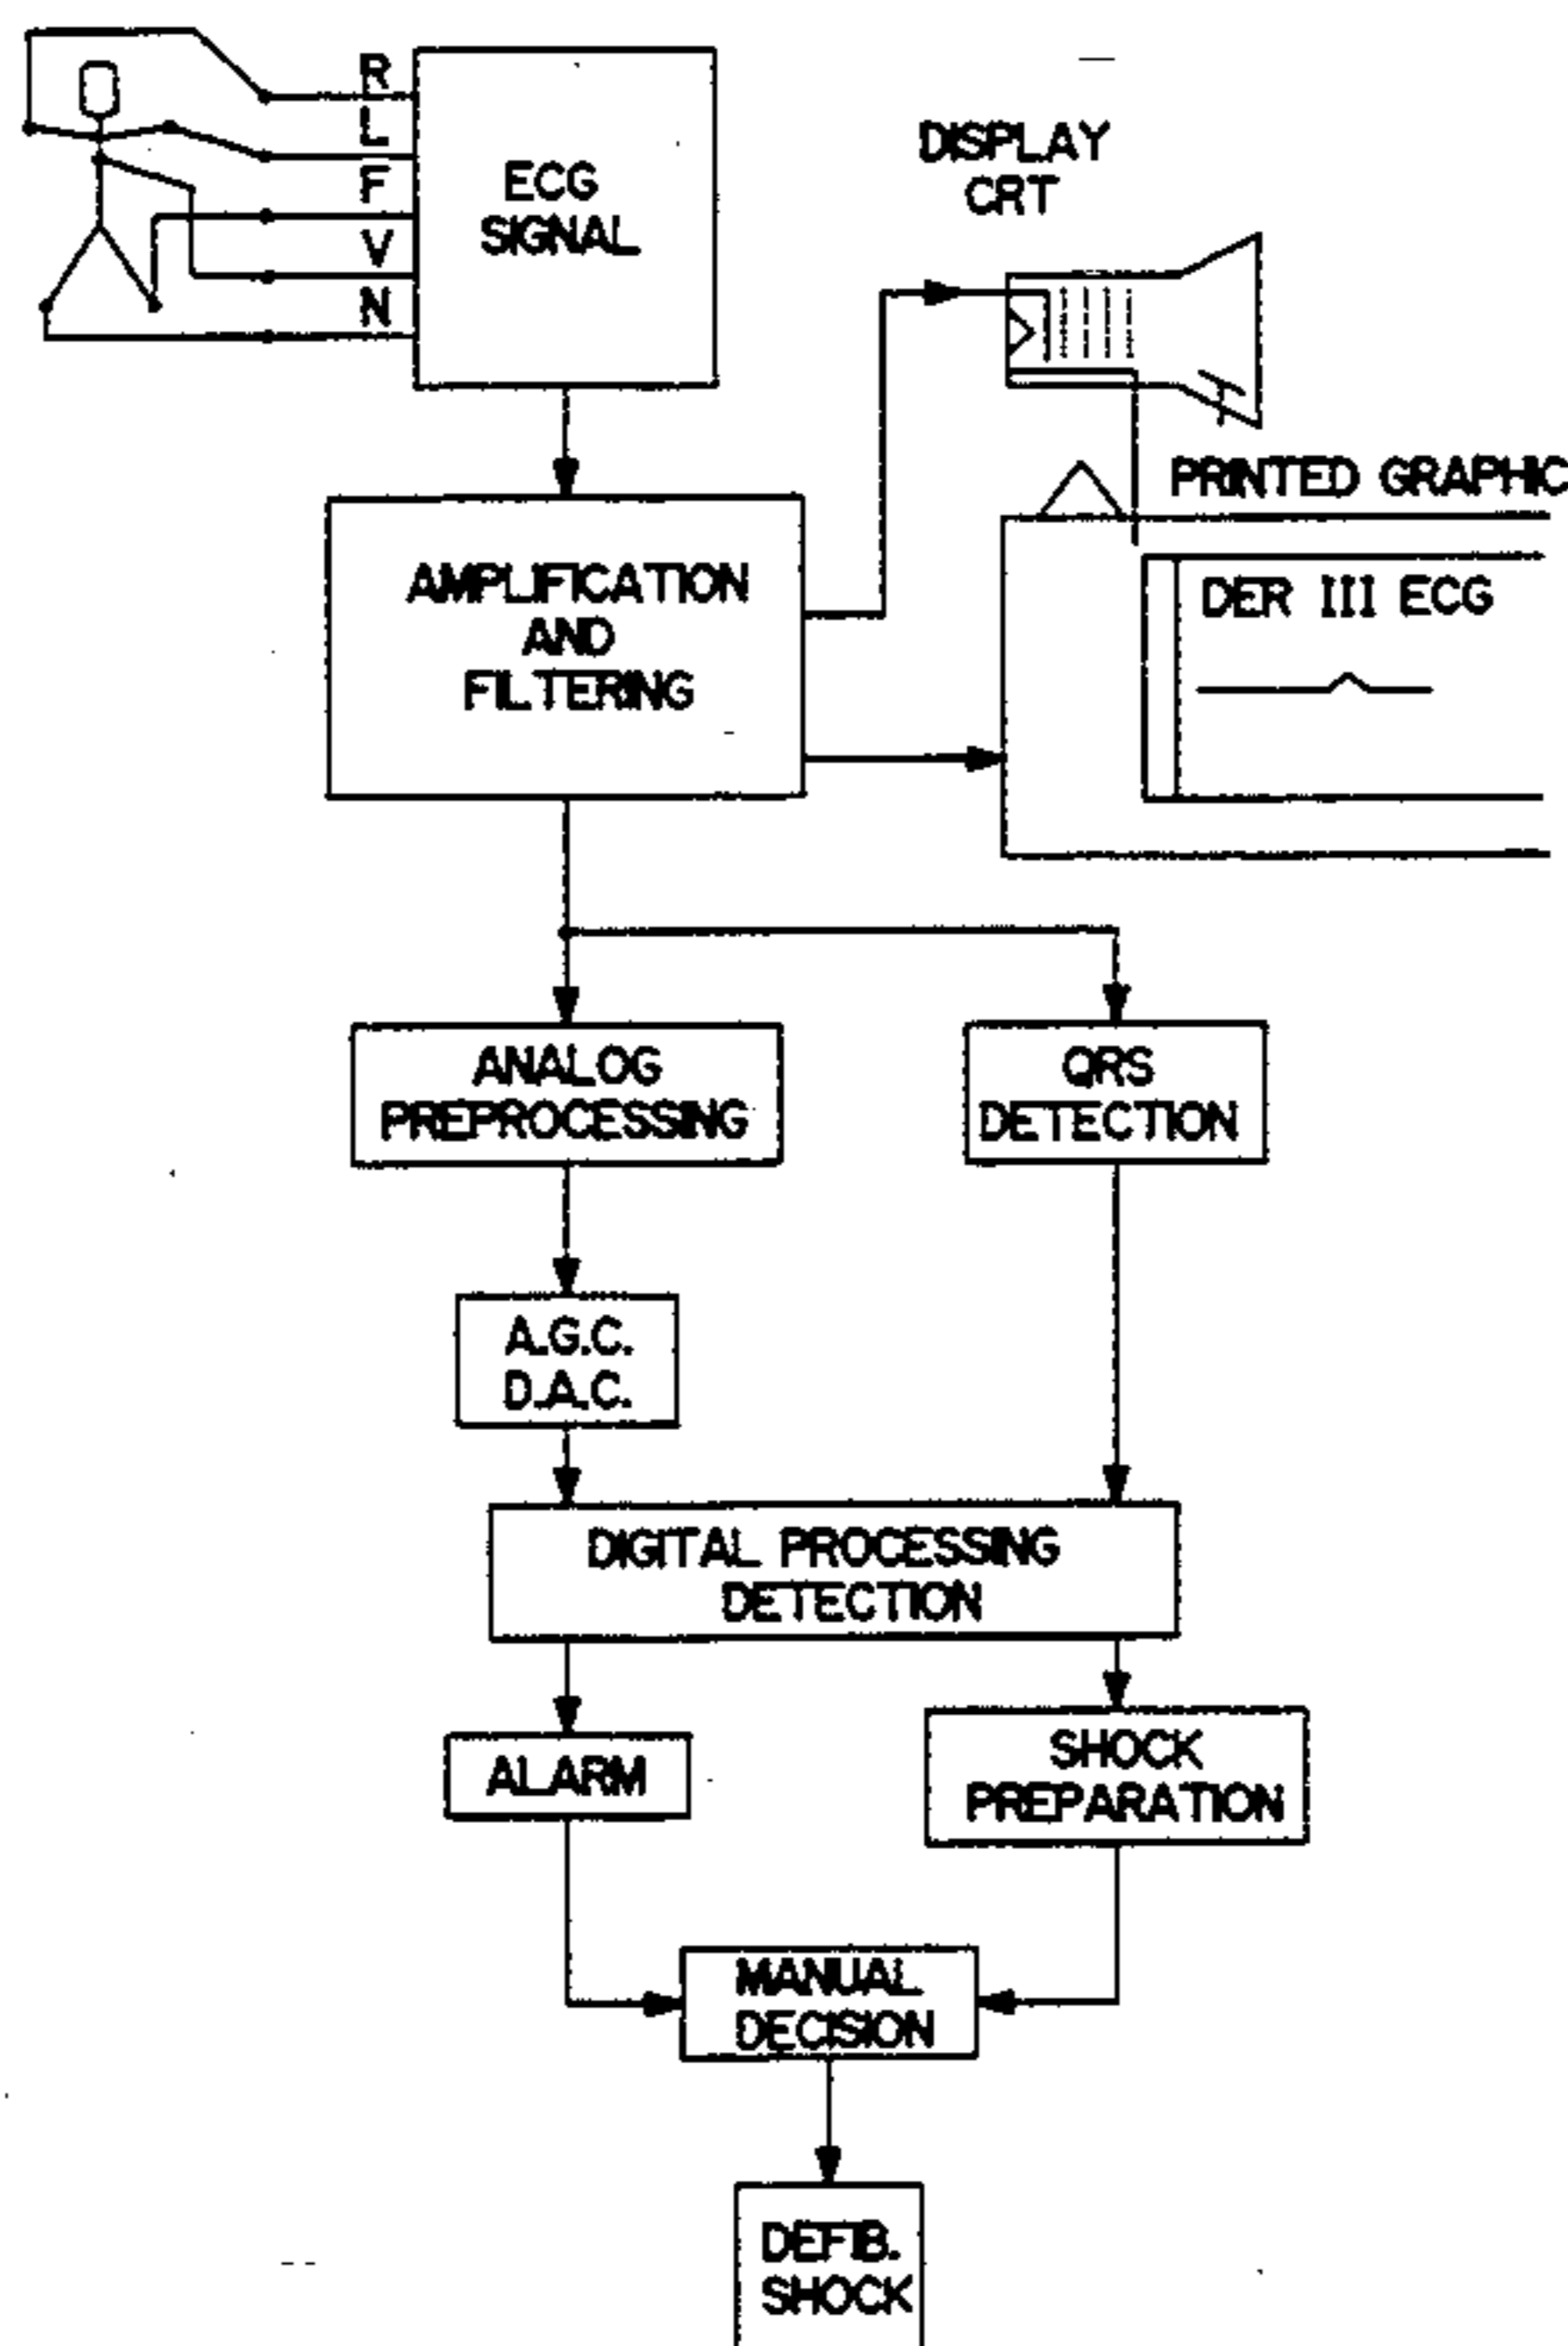 R
L
F
V
N
ECG
SIGNAL
DISPLAY
CRT
PRINTED GRAPHIC
DER III ECG
AMPLIFICATION
AND
FILTERING
ANALOG
PREPROCESSING
QRS
DETECTION
A.G.C.
D.A.C.
DIGITAL PROCESSING
DETECTION
ALARM
SHOCK
PREPARATION
MANUAL
DECISION
DEFIB.
SHOCK